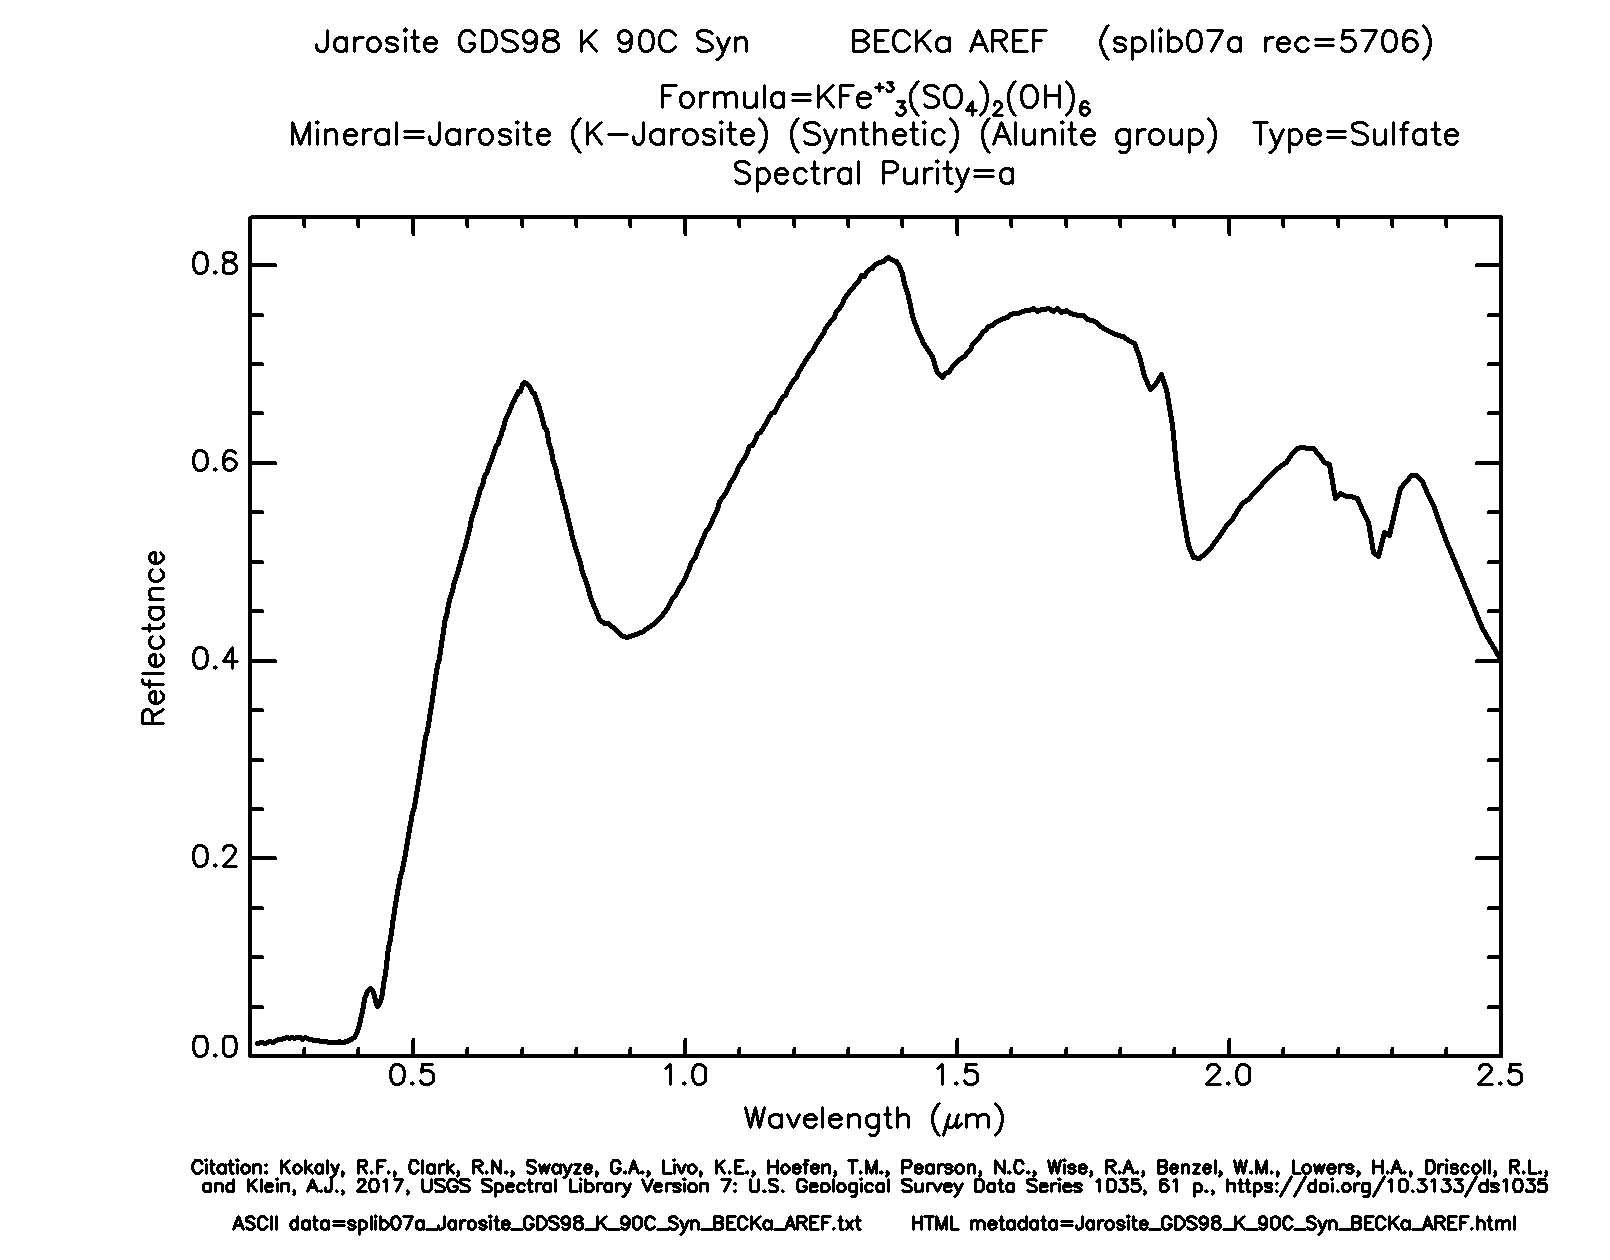 Jarosite GDS98 K 90C Syn BECKa AREF (splib07a rec=5706)
Formula=KFe+3 3(SO4)2(OH)6
Mineral=Jarosite (K-Jarosite) (Synthetic) (Alunite group) Type=Sulfate
Spectral Purity=a
0.8
0.6
0.4
0.2
0.0
Reflectance
0.5 1.0 1.5 2.0 2.5
Wavelength (μm)
Citation: Kokaly, R.F., Clark, R.N., Swayze, G.A., Livo, K.E., Hoefen, T.M., Pearson, N.C., Wise, R.A., Benzel, W.M., Lowers, H.A., Driscoll, R.L.,
and Klein, A.J., 2017, USGS Spectral Library Version 7: U.S. Geological Survey Data Series 1035, 61 p., https://doi.org/10.3133/ds1035
ASCII data=splib07a_Jarosite_GDS98_K_90C_Syn_BECKa_AREF.txt HTML metadata=Jarosite_GDS98_K_90C_Syn_BECKa_AREF.html